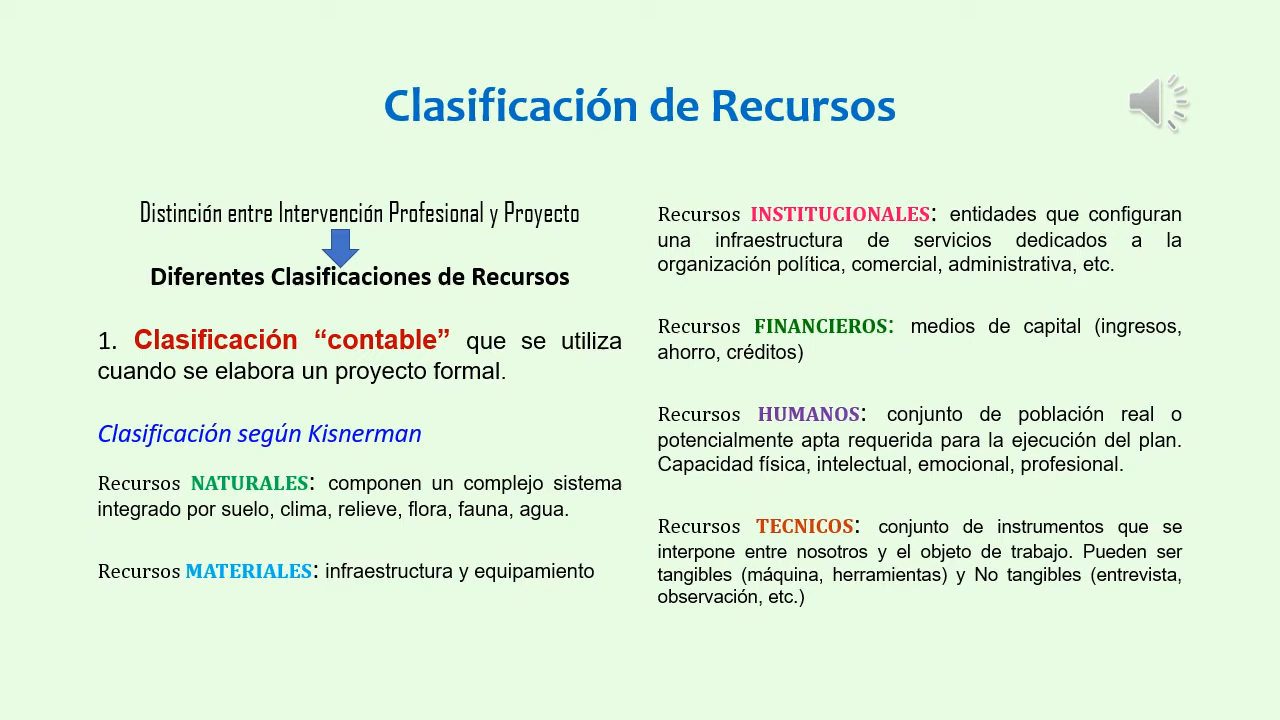 Clasificación de Recursos
Distinción entre Intervención Profesional y Proyecto
Diferentes Clasificaciones de Recursos
1. Clasificación “contable” que se utiliza
cuando se elabora un proyecto formal.
Clasificación según Kisnerman
Recursos NATURALES: componen un complejo sistema
integrado por suelo, clima, relieve, flora, fauna, agua.
Recursos MATERIALES: infraestructura y equipamiento
Recursos INSTITUCIONALES: entidades que configuran
una infraestructura de servicios dedicados a la
organización política, comercial, administrativa, etc.
Recursos FINANCIEROS: medios de capital (ingresos,
ahorro, créditos)
Recursos HUMANOS: conjunto de población real o
potencialmente apta requerida para la ejecución del plan.
Capacidad física, intelectual, emocional, profesional.
Recursos TECNICOS: conjunto de instrumentos que se
interpone entre nosotros y el objeto de trabajo. Pueden ser
tangibles (máquina, herramientas) y No tangibles (entrevista,
observación, etc.)